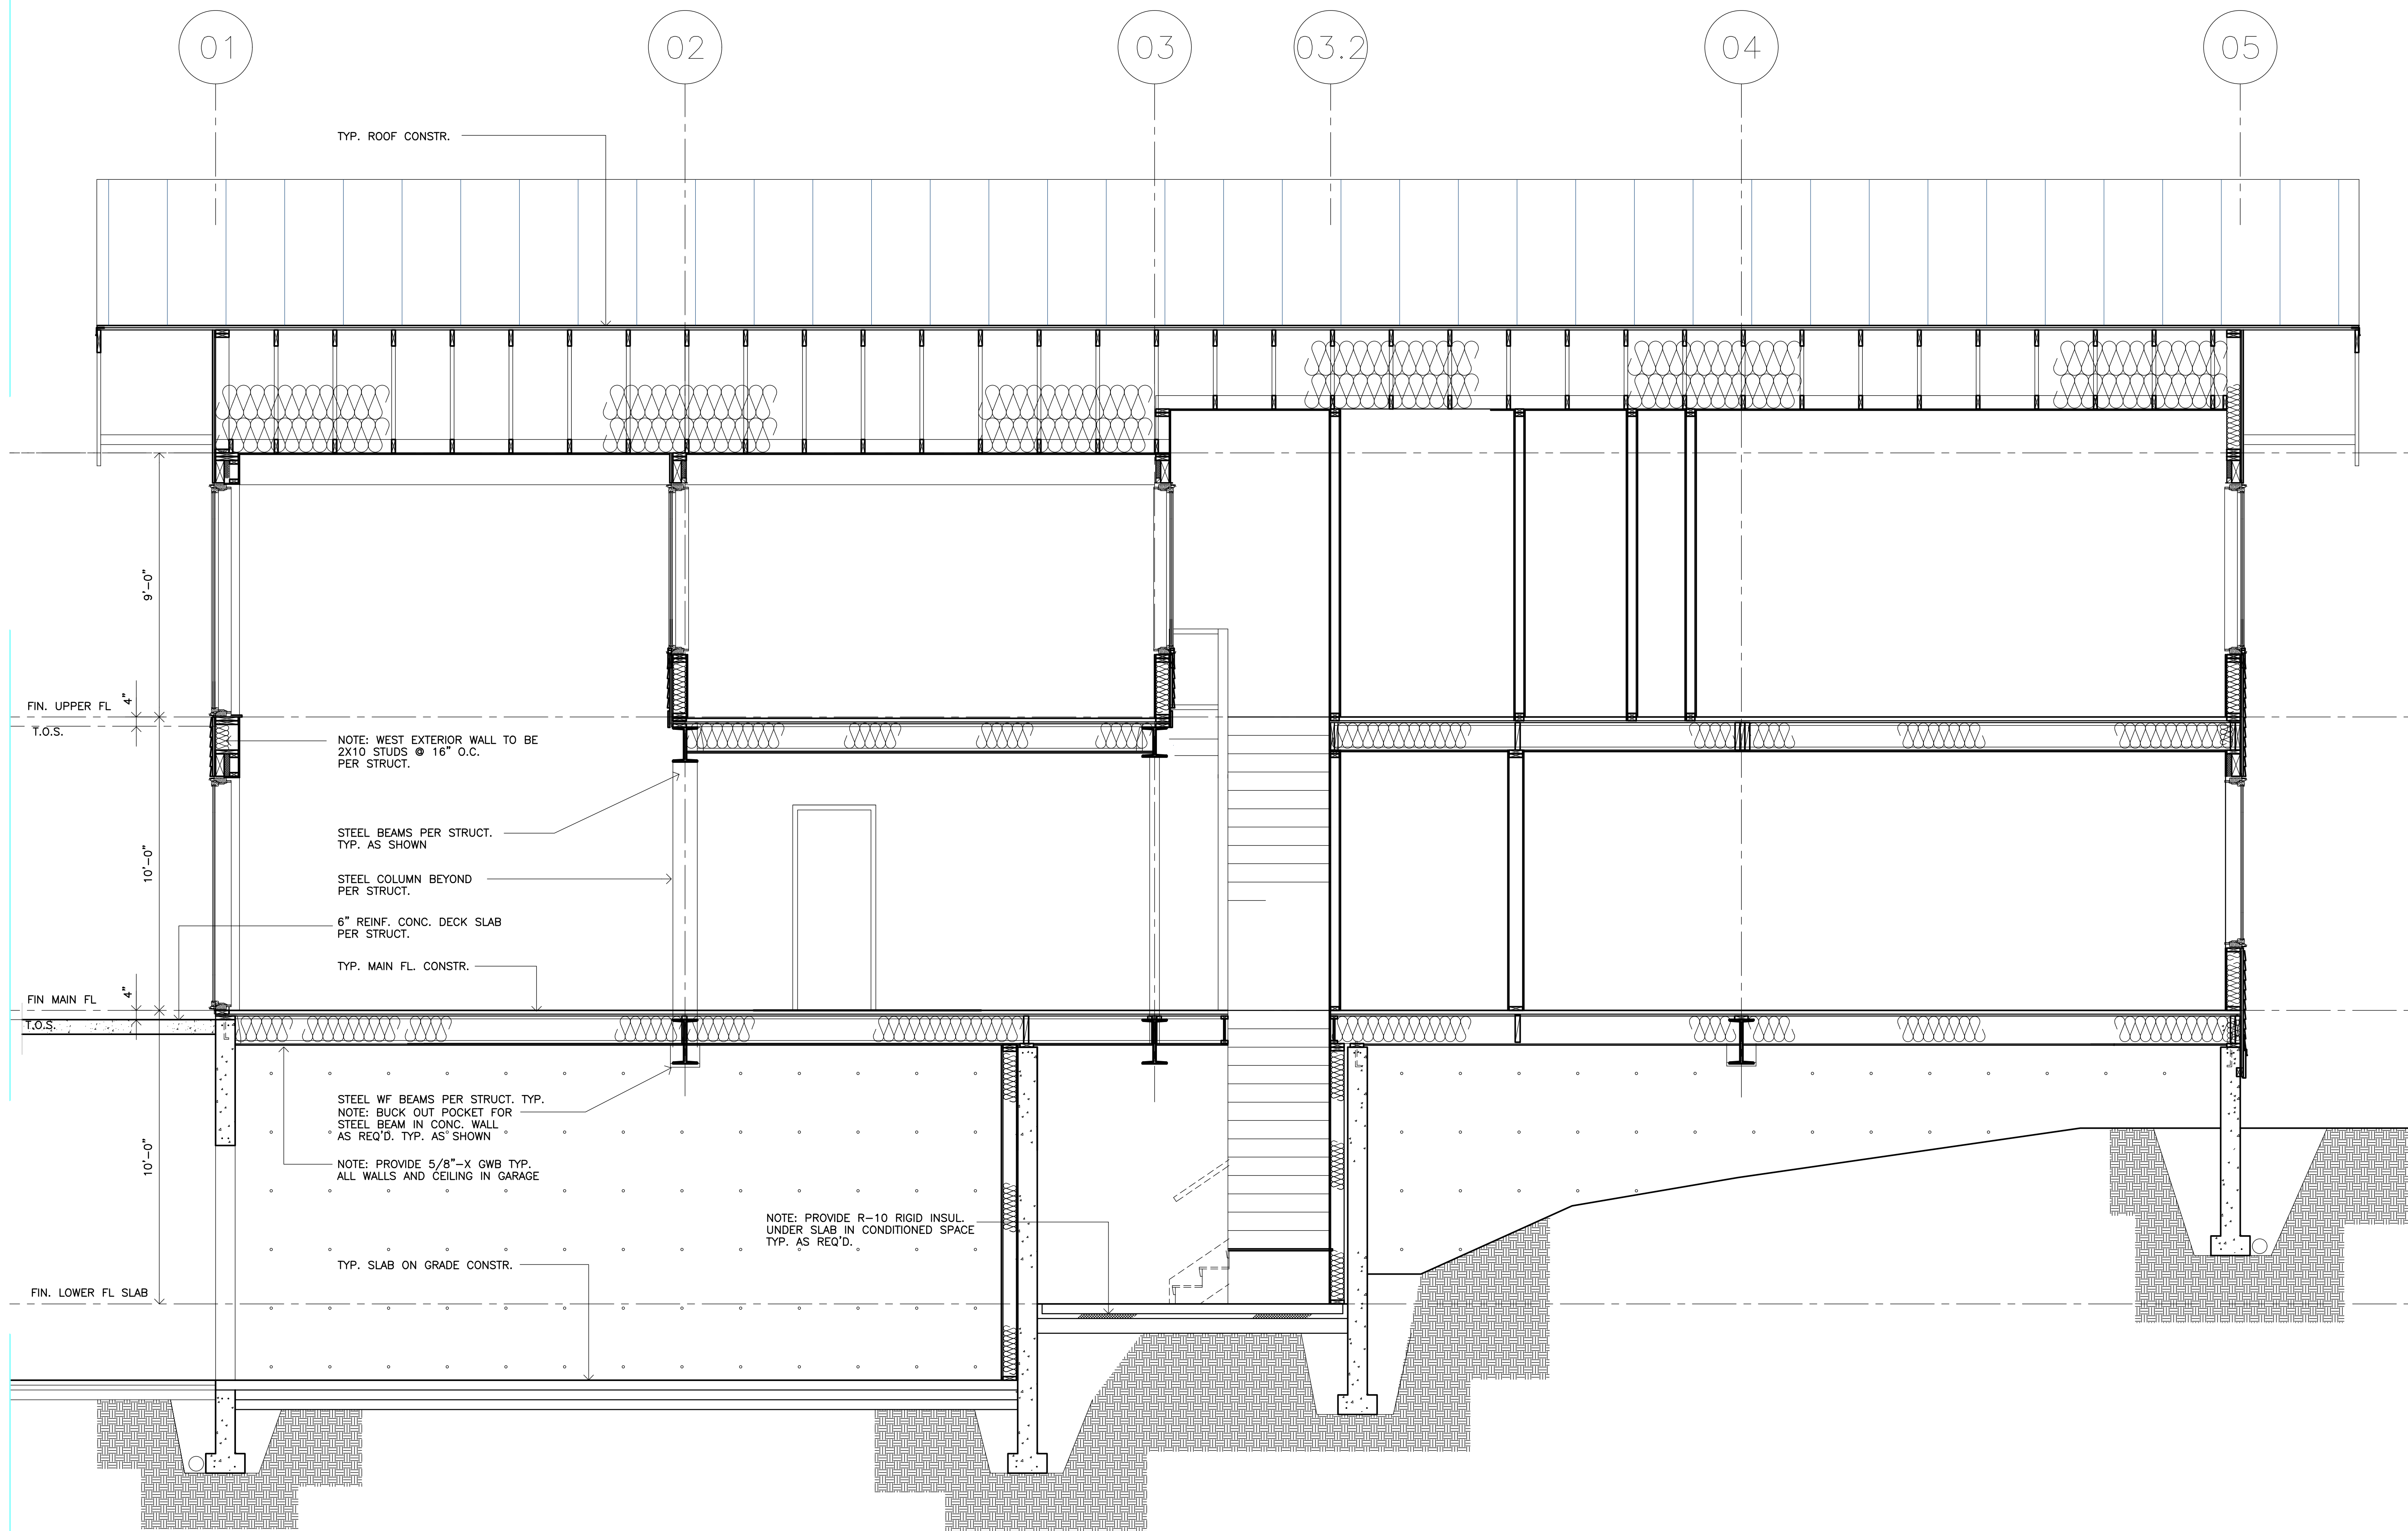 01
02
03
03.2
04
05
TYP. ROOF CONSTR.
9'-0"
4"
FIN. UPPER FL
T.O.S.
NOTE: WEST EXTERIOR WALL TO BE
2X10 STUDS @ 16" O.C.
PER STRUCT.
STEEL BEAMS PER STRUCT.
TYP. AS SHOWN
10'-0"
STEEL COLUMN BEYOND
PER STRUCT.
6" REINF. CONC. DECK SLAB
PER STRUCT.
TYP. MAIN FL. CONSTR.
4"
FIN MAIN FL
T.O.S.
STEEL WF BEAMS PER STRUCT. TYP.
NOTE: BUCK OUT POCKET FOR
STEEL BEAM IN CONC. WALL
AS REQ'D. TYP. AS SHOWN
10'-0"
NOTE: PROVIDE 5/8"-X GWB TYP.
ALL WALLS AND CEILING IN GARAGE
NOTE: PROVIDE R-10 RIGID INSUL.
UNDER SLAB IN CONDITIONED SPACE
TYP. AS REQ'D.
TYP. SLAB ON GRADE CONSTR.
FIN. LOWER FL SLAB